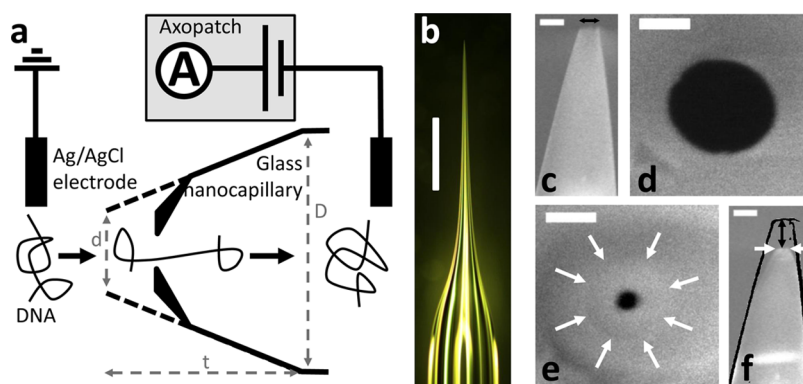 a
Axopatch
A
Ag/AgCl
electrode
Glass
nanocapillary
d
D
DNA
t
b
c
d
e
f